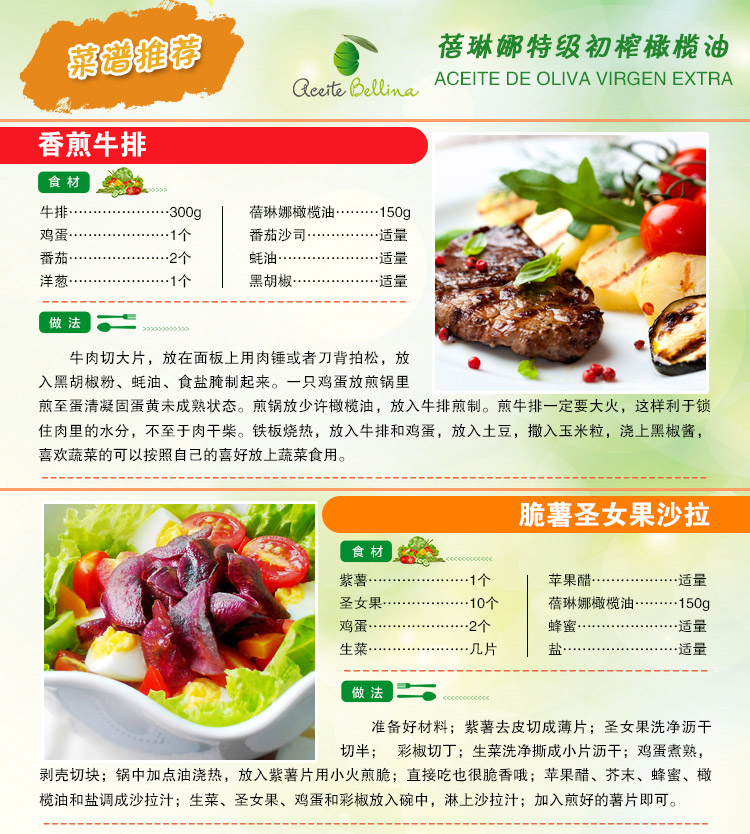 菜谱推荐
Aceite Bellina
蓓琳娜特级初榨橄榄油
ACEITE DE OLIVA VIRGEN EXTRA
香煎牛排
食材
牛排·····················300g
鸡蛋·····················1个
番茄·····················2个
洋葱·····················1个
蓓琳娜橄榄油·········150g
番茄沙司···············适量
蚝油·····················适量
黑胡椒··················适量
做法
牛肉切大片，放在面板上用肉锤或者刀背拍松，放
入黑胡椒粉、蚝油、食盐腌制起来。一只鸡蛋放煎锅里
煎至蛋清凝固蛋黄未成熟状态。煎锅放少许橄榄油，放入牛排煎制。煎牛排一定要大火，这样利于锁
住肉里的水分，不至于肉干柴。铁板烧热，放入牛排和鸡蛋，放入土豆，撒入玉米粒，浇上黑椒酱，
喜欢蔬菜的可以按照自己的喜好放上蔬菜食用。
脆薯圣女果沙拉
食材
紫薯·····················1个
圣女果··················10个
鸡蛋·····················2个
生菜·····················几片
苹果醋··················适量
蓓琳娜橄榄油·········150g
蜂蜜·····················适量
盐························适量
做法
准备好材料；紫薯去皮切成薄片；圣女果洗净沥干
切半； 彩椒切丁；生菜洗净撕成小片沥干；鸡蛋煮熟，
剥壳切块；锅中加点油浇热，放入紫薯片用小火煎脆；直接吃也很脆香哦；苹果醋、芥末、蜂蜜、橄
榄油和盐调成沙拉汁；生菜、圣女果、鸡蛋和彩椒放入碗中，淋上沙拉汁；加入煎好的薯片即可。